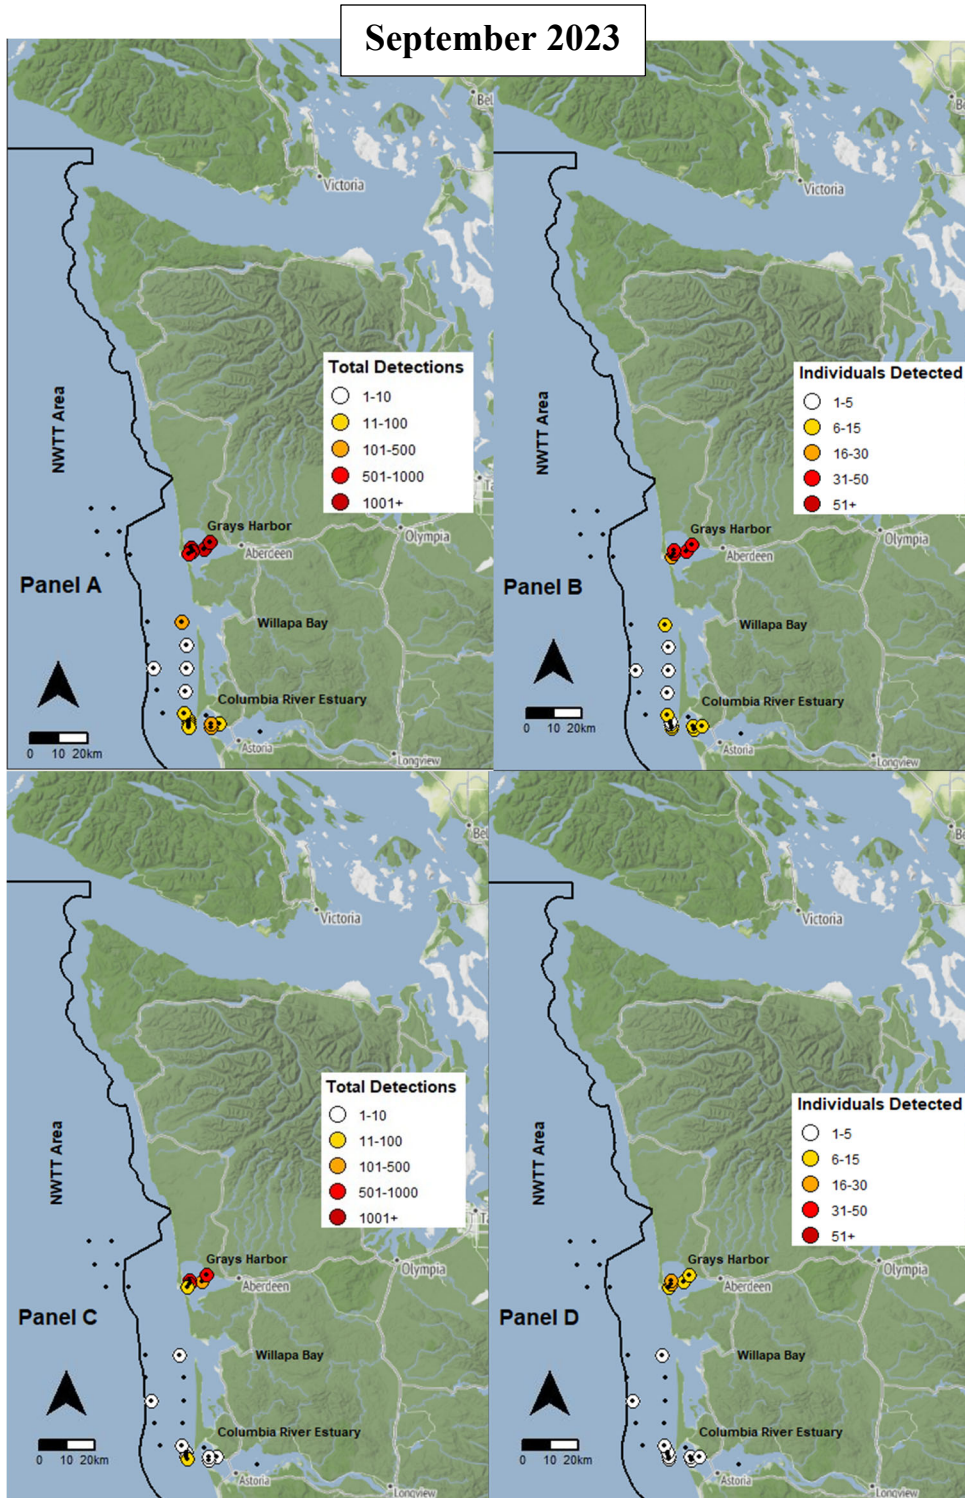 September 2023
Bel
Victoria
NWTT Area
Total Detections
1-10
11-100
101-500
501-1000
1001+
Ta
Grays Harbor
Aberdeen
Olympia
Panel A
Willapa Bay
Columbia River Estuary
0 10 20km
Astoria
Longview
Bel
Victoria
NWTT Area
Individuals Detected
1-5
6-15
16-30
31-50
51+
Grays Harbor
Aberdeen
Olympia
Panel B
Willapa Bay
Columbia River Estuary
0 10 20km
Astoria
Longview
Bel
Victoria
NWTT Area
Total Detections
1-10
11-100
101-500
501-1000
1001+
Ta
Grays Harbor
Aberdeen
Olympia
Panel C
Willapa Bay
Columbia River Estuary
0 10 20km
Astoria
Longview
Be
Victoria
NWTT Area
Individuals Detected
1-5
6-15
16-30
31-50
51+
Grays Harbor
Aberdeen
Olympia
Panel D
Willapa Bay
Columbia River Estuary
0 10 20km
Astoria
Longview